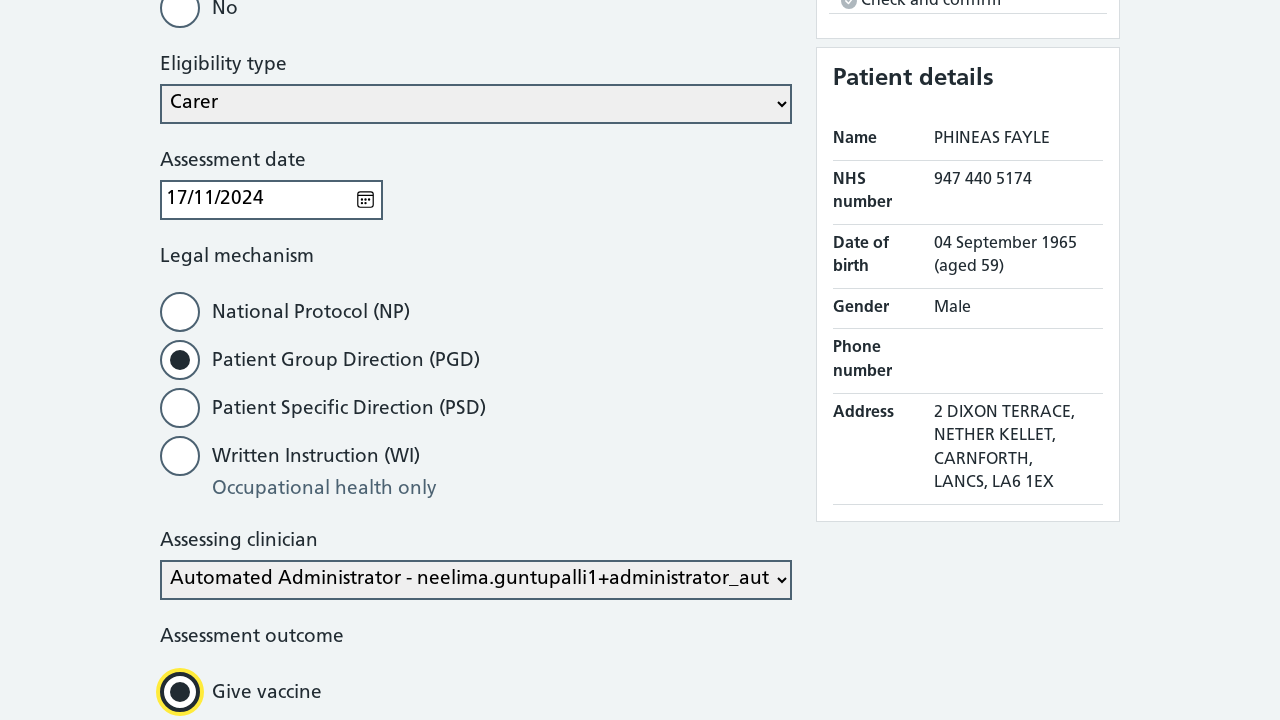 No
Eligibility type
Carer
Assessment date
17/11/2024
Legal mechanism
National Protocol (NP)
Patient Group Direction (PGD)
Patient Specific Direction (PSD)
Written Instruction (WI)
Occupational health only
Assessing clinician
Automated Administrator - neelima.guntupalli1+administrator_aut
Assessment outcome
Give vaccine
Check and confirm
Patient details
Name PHINEAS FAYLE
NHS number 947 440 5174
Date of birth 04 September 1965 (aged 59)
Gender Male
Phone number
Address 2 DIXON TERRACE,
NETHER KELLET,
CARNFORTH,
LANCS, LA6 1EX